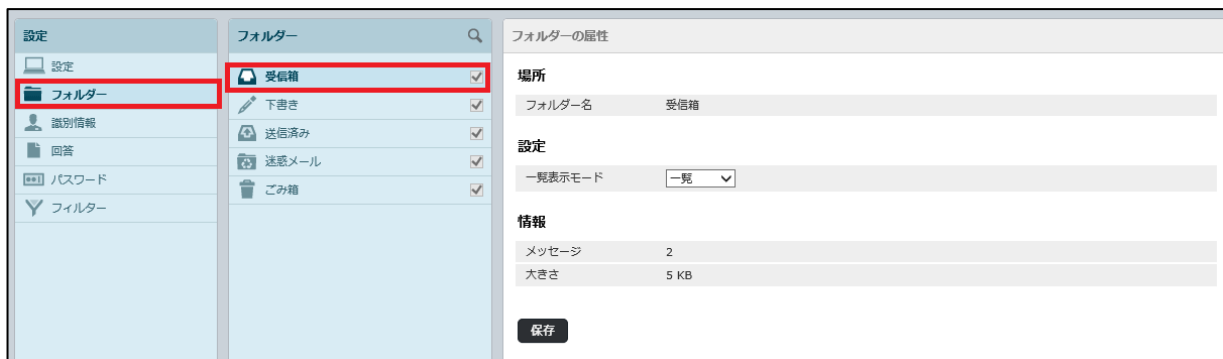 設定
設定
フォルダー
識別情報
回答
パスワード
フィルター
フォルダー
受信箱
下書き
送信済み
迷惑メール
ごみ箱
フォルダーの属性
場所
フォルダー名 受信箱
設定
一覧表示モード 一覧
情報
メッセージ 2
大きさ 5 KB
保存